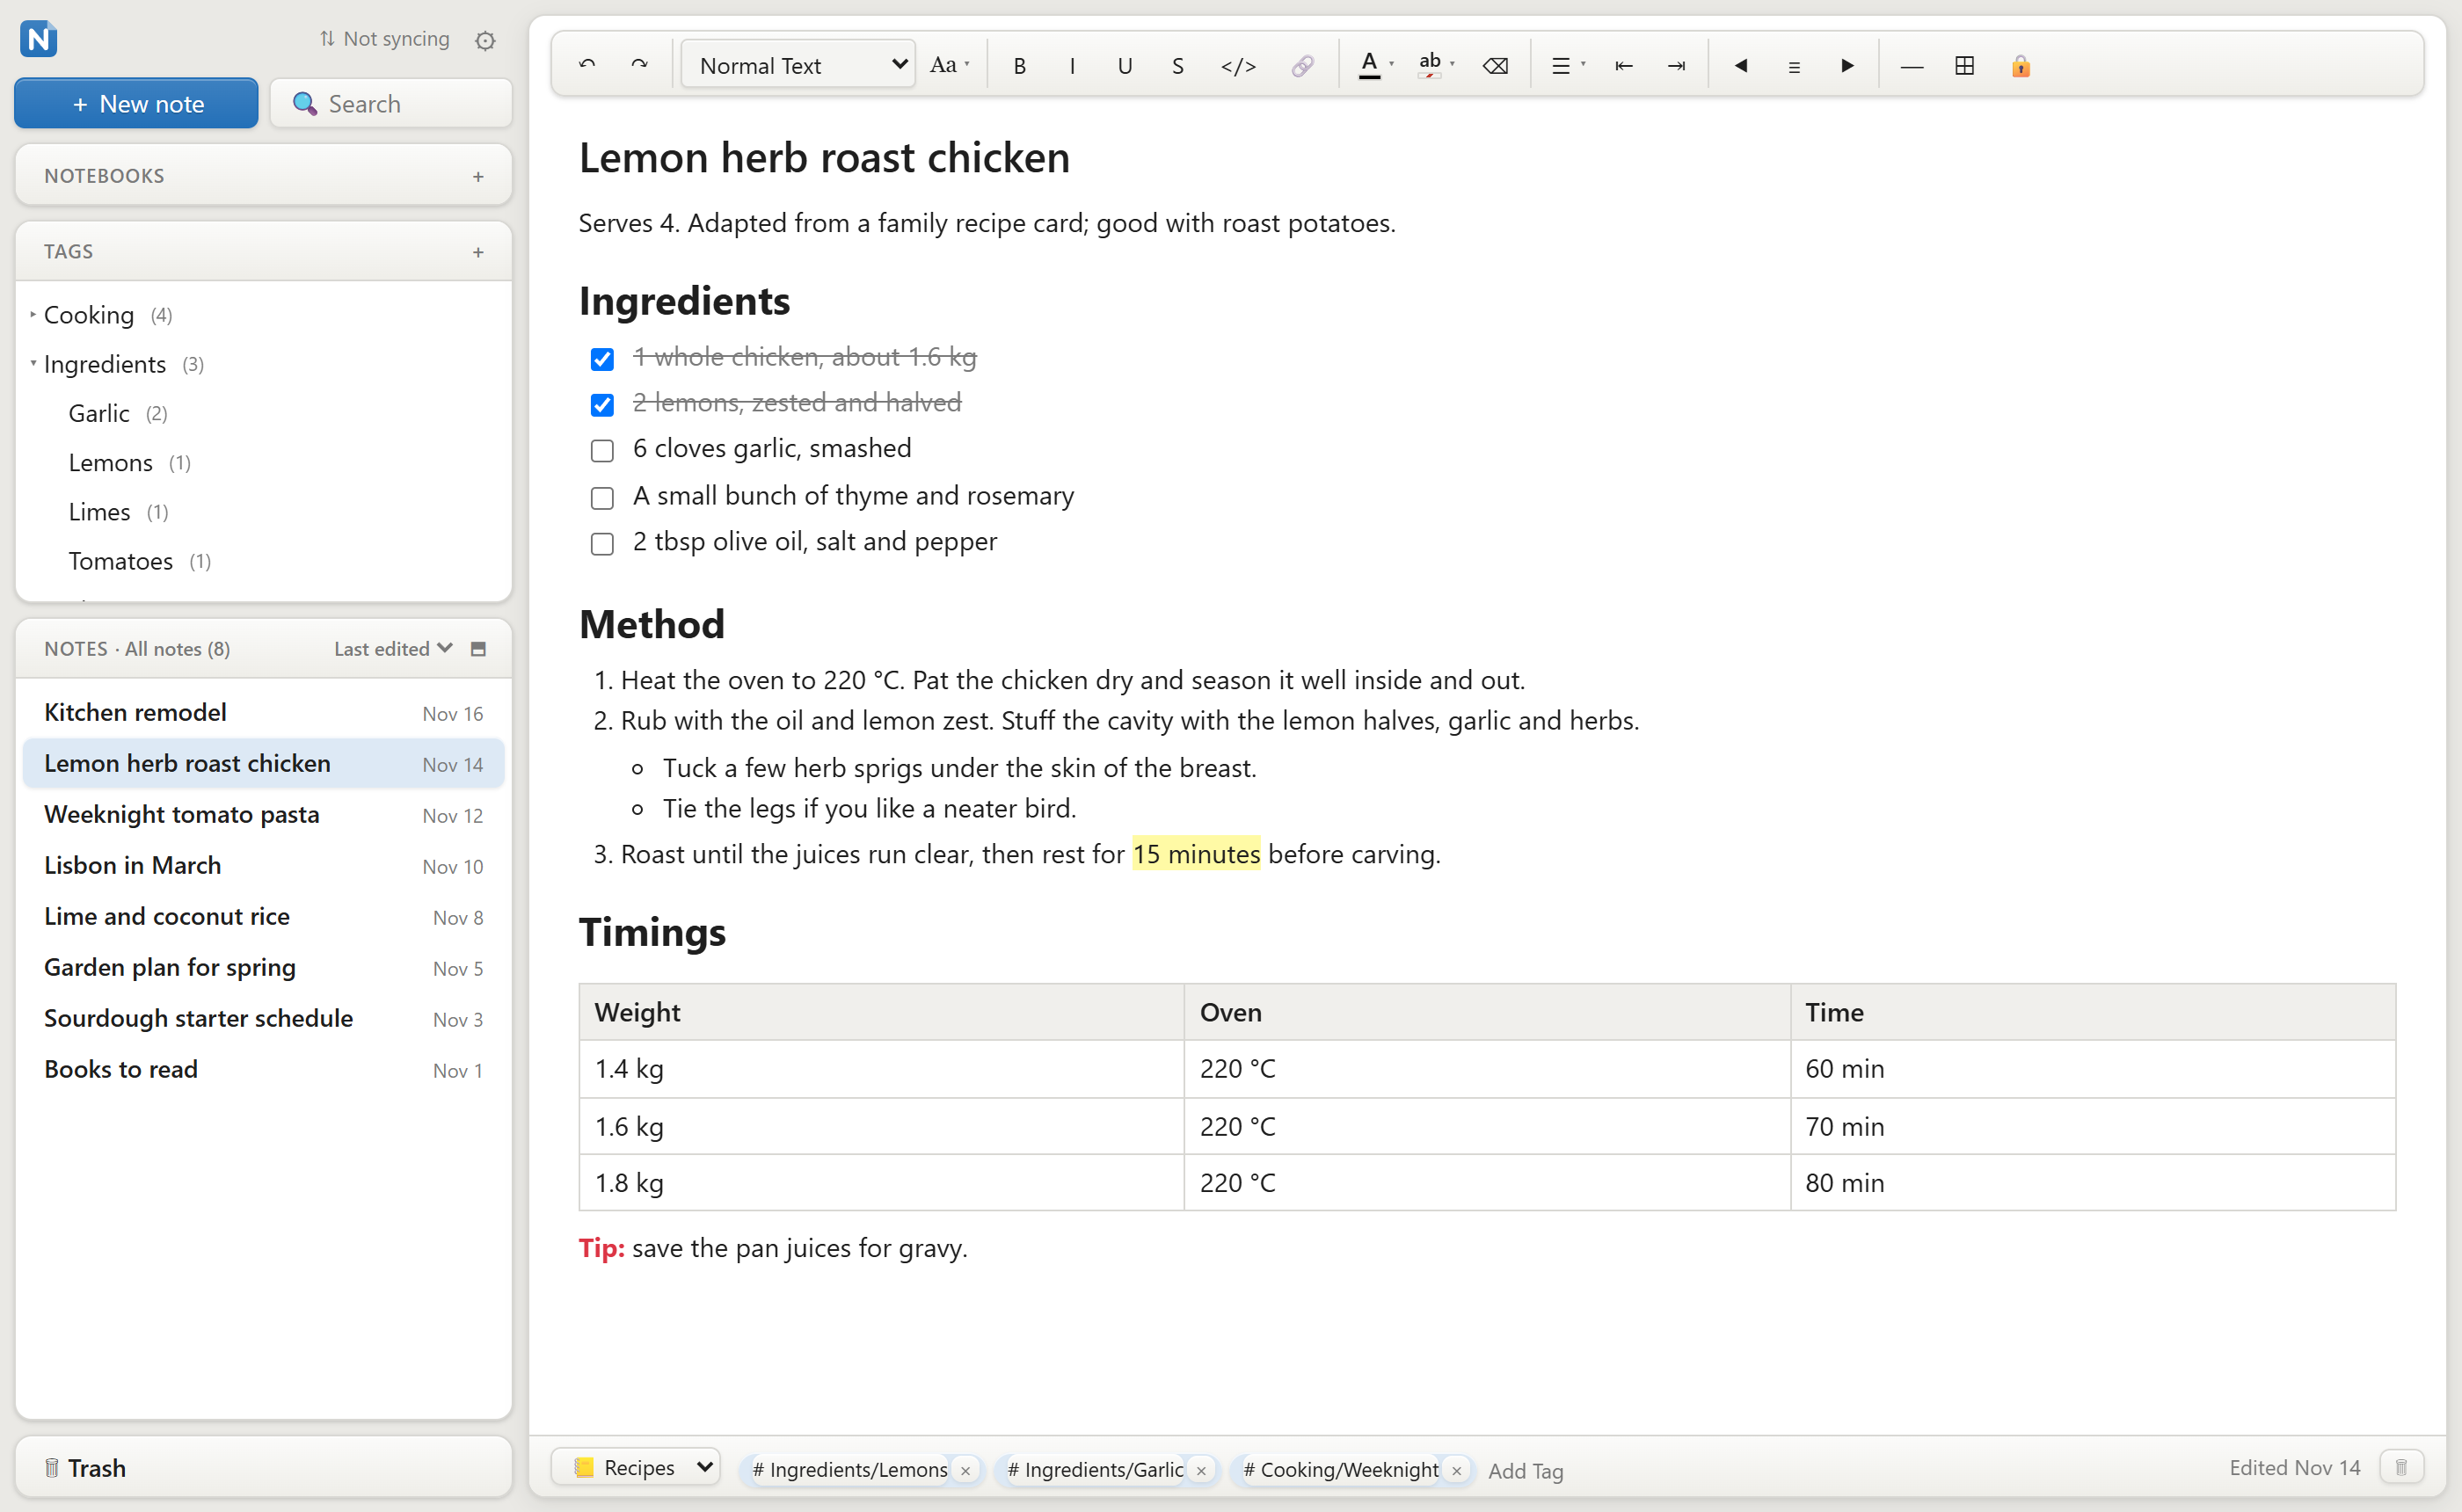 N
Not syncing
+ New note
Search
NOTEBOOKS +
TAGS +
Cooking (4)
Ingredients (3)
Garlic (2)
Lemons (1)
Limes (1)
Tomatoes (1)
NOTES · All notes (8) Last edited
Kitchen remodel Nov 16
Lemon herb roast chicken Nov 14
Weeknight tomato pasta Nov 12
Lisbon in March Nov 10
Lime and coconut rice Nov 8
Garden plan for spring Nov 5
Sourdough starter schedule Nov 3
Books to read Nov 1
Trash
Normal Text Aa B I U S </> A ab
Lemon herb roast chicken
Serves 4. Adapted from a family recipe card; good with roast potatoes.
Ingredients
1 whole chicken, about 1.6 kg
2 lemons, zested and halved
6 cloves garlic, smashed
A small bunch of thyme and rosemary
2 tbsp olive oil, salt and pepper
Method
1. Heat the oven to 220 °C. Pat the chicken dry and season it well inside and out.
2. Rub with the oil and lemon zest. Stuff the cavity with the lemon halves, garlic and herbs.
Tuck a few herb sprigs under the skin of the breast.
Tie the legs if you like a neater bird.
3. Roast until the juices run clear, then rest for 15 minutes before carving.
Timings
Weight Oven Time
1.4 kg 220 °C 60 min
1.6 kg 220 °C 70 min
1.8 kg 220 °C 80 min
Tip: save the pan juices for gravy.
Recipes # Ingredients/Lemons × # Ingredients/Garlic × # Cooking/Weeknight × Add Tag Edited Nov 14